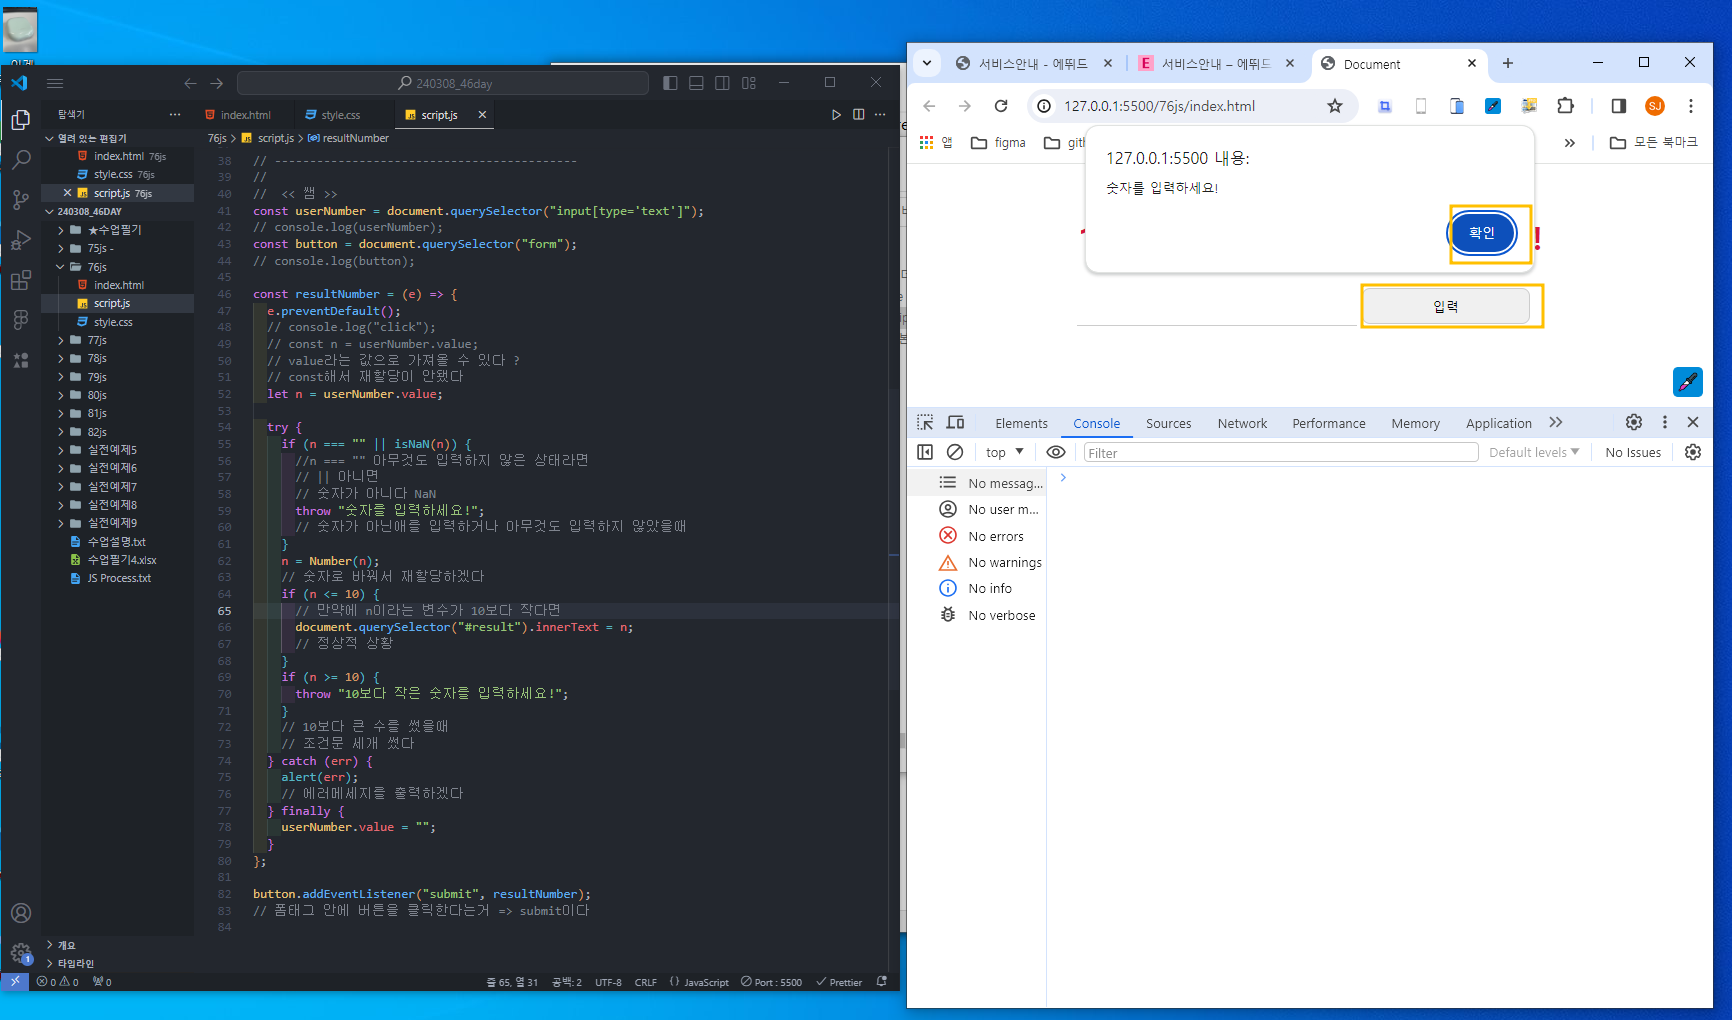 240308_46day
탐색기
index.html
style.css
script.js
열려 있는 편집기
index.html 76js
style.css 76js
script.js 76js
240308_46DAY
★수업필기
75js -
76js
index.html
script.js
style.css
77js
78js
79js
80js
81js
82js
실전예제5
실전예제6
실전예제7
실전예제8
실전예제9
수업설명.txt
수업필기4.xlsx
JS Process.txt
개요
타임라인
76js > script.js > resultNumber
38 // -------------------------------------------
39 //
40 // << 쌤 >>
41 const userNumber = document.querySelector("input[type='text']");
42 // console.log(userNumber);
43 const button = document.querySelector("form");
44 // console.log(button);
45
46 const resultNumber = (e) => {
47 e.preventDefault();
48 // console.log("click");
49 // const n = userNumber.value;
50 // value라는 값으로 가져올 수 있다 ?
51 // const해서 재할당이 안됐다
52 let n = userNumber.value;
53
54 try {
55 if (n === "" || isNaN(n)) {
56 //n === "" 아무것도 입력하지 않은 상태라면
57 // || 아니면
58 // 숫자가 아니다 NaN
59 throw "숫자를 입력하세요!";
60 // 숫자가 아닌애를 입력하거나 아무것도 입력하지 않았을때
61 }
62 n = Number(n);
63 // 숫자로 바꿔서 재할당하겠다
64 if (n <= 10) {
65 // 만약에 n이라는 변수가 10보다 작다면
66 document.querySelector("#result").innerText = n;
67 // 정상적 상황
68 }
69 if (n >= 10) {
70 throw "10보다 작은 숫자를 입력하세요!";
71 }
72 // 10보다 큰 수를 썼을때
73 // 조건문 세개 썼다
74 } catch (err) {
75 alert(err);
76 // 에러메세지를 출력하겠다
77 } finally {
78 userNumber.value = "";
79 }
80 };
81
82 button.addEventListener("submit", resultNumber);
83 // 폼태그 안에 버튼을 클릭한다는거 => submit이다
84
1
0 0 0
줄 65, 열 31 공백: 2 UTF-8 CRLF {} JavaScript Port : 5500 Prettier
서비스안내 - 에뛰드
E 서비스안내 – 에뛰드
Document
127.0.0.1:5500/76js/index.html
SJ
앱
figma
gith
모든 북마크
127.0.0.1:5500 내용:
숫자를 입력하세요!
확인
!
입력
Elements Console Sources Network Performance Memory Application
top Filter Default levels No Issues
No messag...
No user m...
No errors
No warnings
No info
No verbose